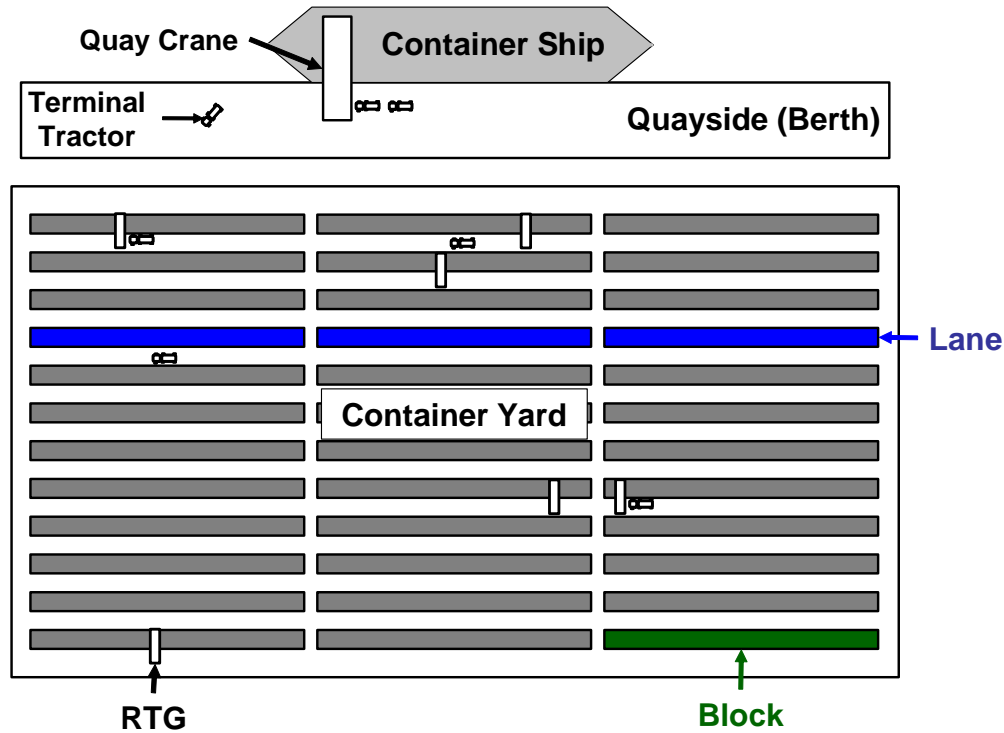 Quay Crane
Container Ship
Terminal
Tractor
Quayside (Berth)
Lane
Container Yard
RTG
Block